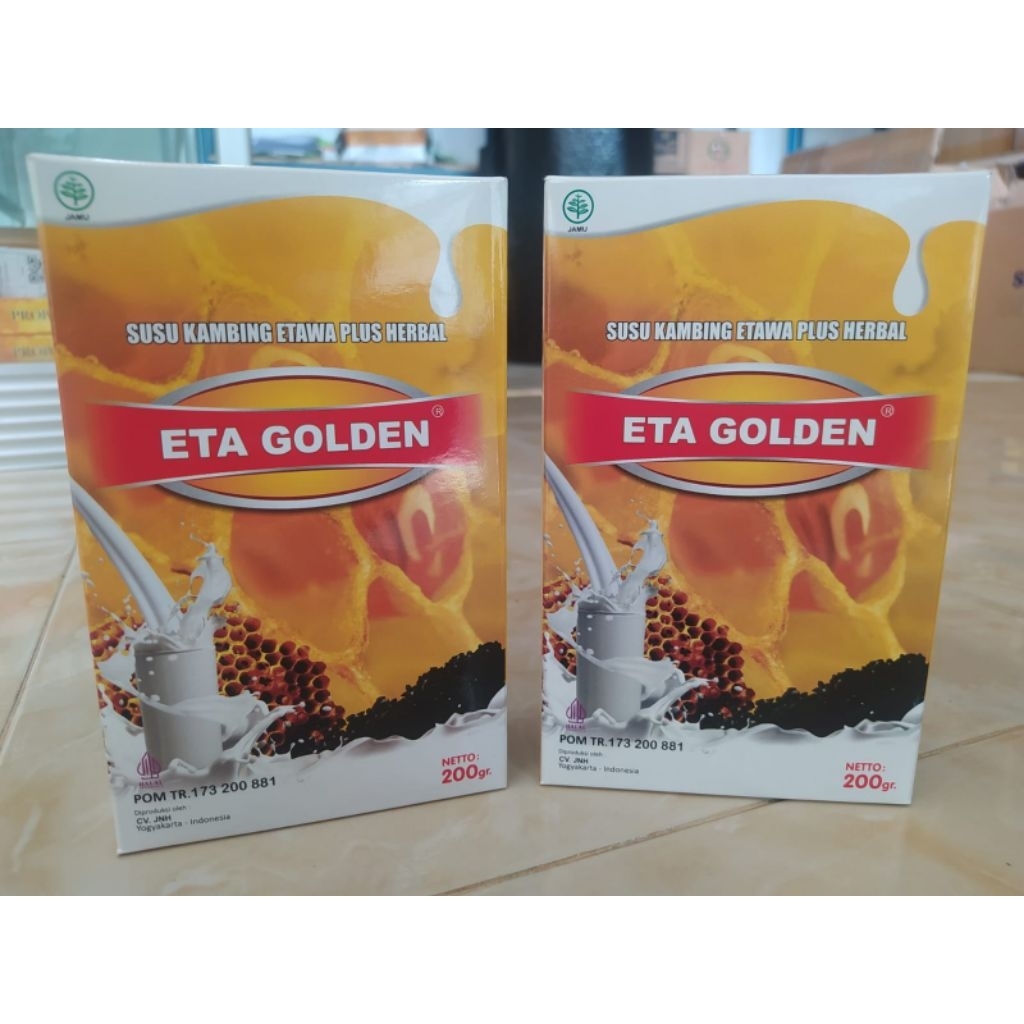 JAMU
SUSU KAMBING ETAWA PLUS HERBAL
ETA GOLDEN ®
HALAL
POM TR.173 200 881
Diproduksi oleh :
CV. JNH
Yogyakarta - Indonesia
NETTO :
200gr.
JAMU
SUSU KAMBING ETAWA PLUS HERBAL
ETA GOLDEN ®
HALAL
POM TR.173 200 881
Diproduksi oleh :
CV. JNH
Yogyakarta - Indonesia
NETTO :
200gr.